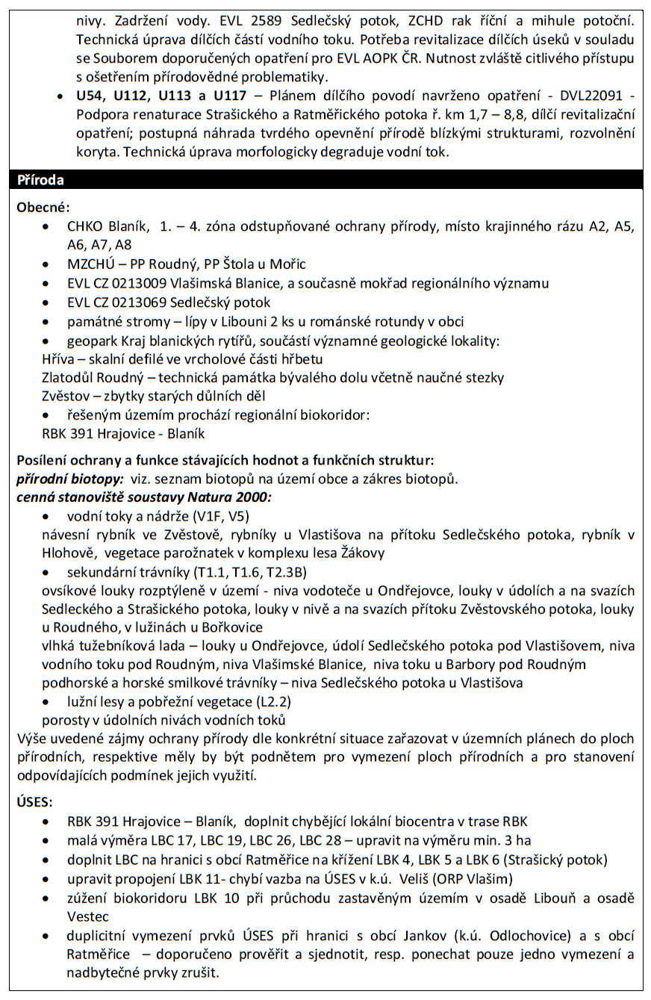 nivy. Zadržení vody. EVL 2589 Sedlečský potok, ZCHD rak říční a mihule potoční.
Technická úprava dílčích částí vodního toku. Potřeba revitalizace dílčích úseků v souladu
se Souborem doporučených opatření pro EVL AOPK ČR. Nutnost zvláště citlivého přístupu
s ošetřením přírodovědné problematiky.
• U54, U112, U113 a U117 – Plánem dílčího povodí navrženo opatření - DVL22091 -
Podpora renaturace Strašického a Ratměřického potoka ř. km 1,7 – 8,8, dílčí revitalizační
opatření; postupná náhrada tvrdého opevnění přírodě blízkými strukturami, rozvolnění
koryta. Technická úprava morfologicky degraduje vodní tok.
Příroda
Obecné:
• CHKO Blaník, 1. – 4. zóna odstupňované ochrany přírody, místo krajinného rázu A2, A5,
A6, A7, A8
• MZCHÚ – PP Roudný, PP Štola u Mořic
• EVL CZ 0213009 Vlašimská Blanice, a současně mokřad regionálního významu
• EVL CZ 0213069 Sedlečský potok
• památné stromy – lípy v Libouni 2 ks u románské rotundy v obci
• geopark Kraj blanických rytířů, součástí významné geologické lokality:
Hříva – skalní defilé ve vrcholové části hřbetu
Zlatodůl Roudný – technická památka bývalého dolu včetně naučné stezky
Zvěstov – zbytky starých důlních děl
• řešeným územím prochází regionální biokoridor:
RBK 391 Hrajovice - Blaník
Posílení ochrany a funkce stávajících hodnot a funkčních struktur:
přírodní biotopy: viz. seznam biotopů na území obce a zákres biotopů.
cenná stanoviště soustavy Natura 2000:
• vodní toky a nádrže (V1F, V5)
návesní rybník ve Zvěstově, rybníky u Vlastišova na přítoku Sedlečského potoka, rybník v
Hlohově, vegetace parožnatek v komplexu lesa Žákovy
• sekundární trávníky (T1.1, T1.6, T2.3B)
ovsíkové louky rozptýleně v území - niva vodoteče u Ondřejovce, louky v údolích a na svazích
Sedleckého a Strašického potoka, louky v nivě a na svazích přítoku Zvěstovského potoka, louky
u Roudného, v lužinách u Bořkovice
vlhká tužebníková lada – louky u Ondřejovce, údolí Sedlečského potoka pod Vlastišovem, niva
vodního toku pod Roudným, niva Vlašimské Blanice, niva toku u Barbory pod Roudným
podhorské a horské smilkové trávníky – niva Sedlečského potoka u Vlastišova
• lužní lesy a pobřežní vegetace (L2.2)
porosty v údolních nivách vodních toků
Výše uvedené zájmy ochrany přírody dle konkrétní situace zařazovat v územních plánech do ploch
přírodních, respektive měly by být podnětem pro vymezení ploch přírodních a pro stanovení
odpovídajících podmínek jejich využití.
ÚSES:
• RBK 391 Hrajovice – Blaník, doplnit chybějící lokální biocentra v trase RBK
• malá výměra LBC 17, LBC 19, LBC 26, LBC 28 – upravit na výměru min. 3 ha
• doplnit LBC na hranici s obcí Ratměřice na křížení LBK 4, LBK 5 a LBK 6 (Strašický potok)
• upravit propojení LBK 11- chybí vazba na ÚSES v k.ú. Veliš (ORP Vlašim)
• zúžení biokoridoru LBK 10 při průchodu zastavěným územím v osadě Libouň a osadě
Vestec
• duplicitní vymezení prvků ÚSES při hranici s obcí Jankov (k.ú. Odlochovice) a s obcí
Ratměřice – doporučeno prověřit a sjednotit, resp. ponechat pouze jedno vymezení a
nadbytečné prvky zrušit.